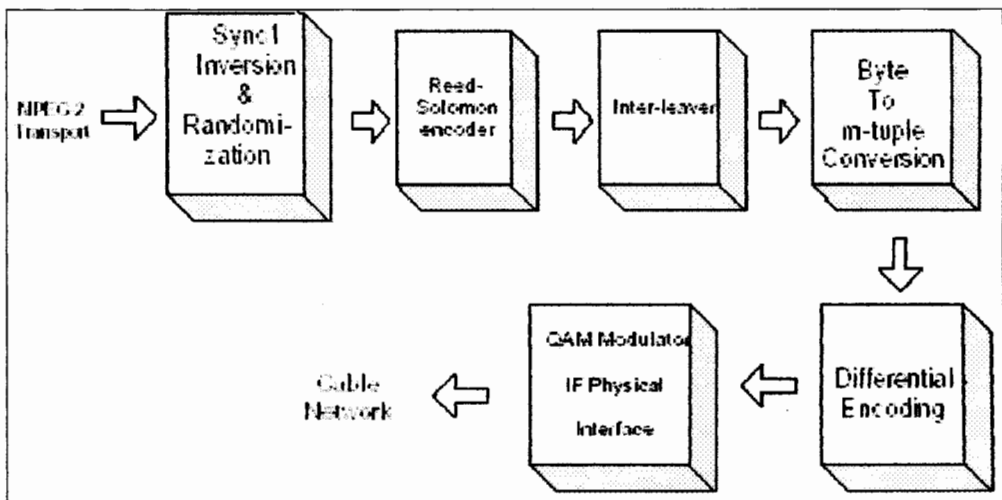 MPEG 2
Transport
Sync1
Inversion
&
Randomi-
zation
Reed-
Solomon
encoder
Inter-leaver
Byte
To
m-tuple
Conversion
Differential
Encoding
QAM Modulator
IF Physical
Interface
Cable
Network